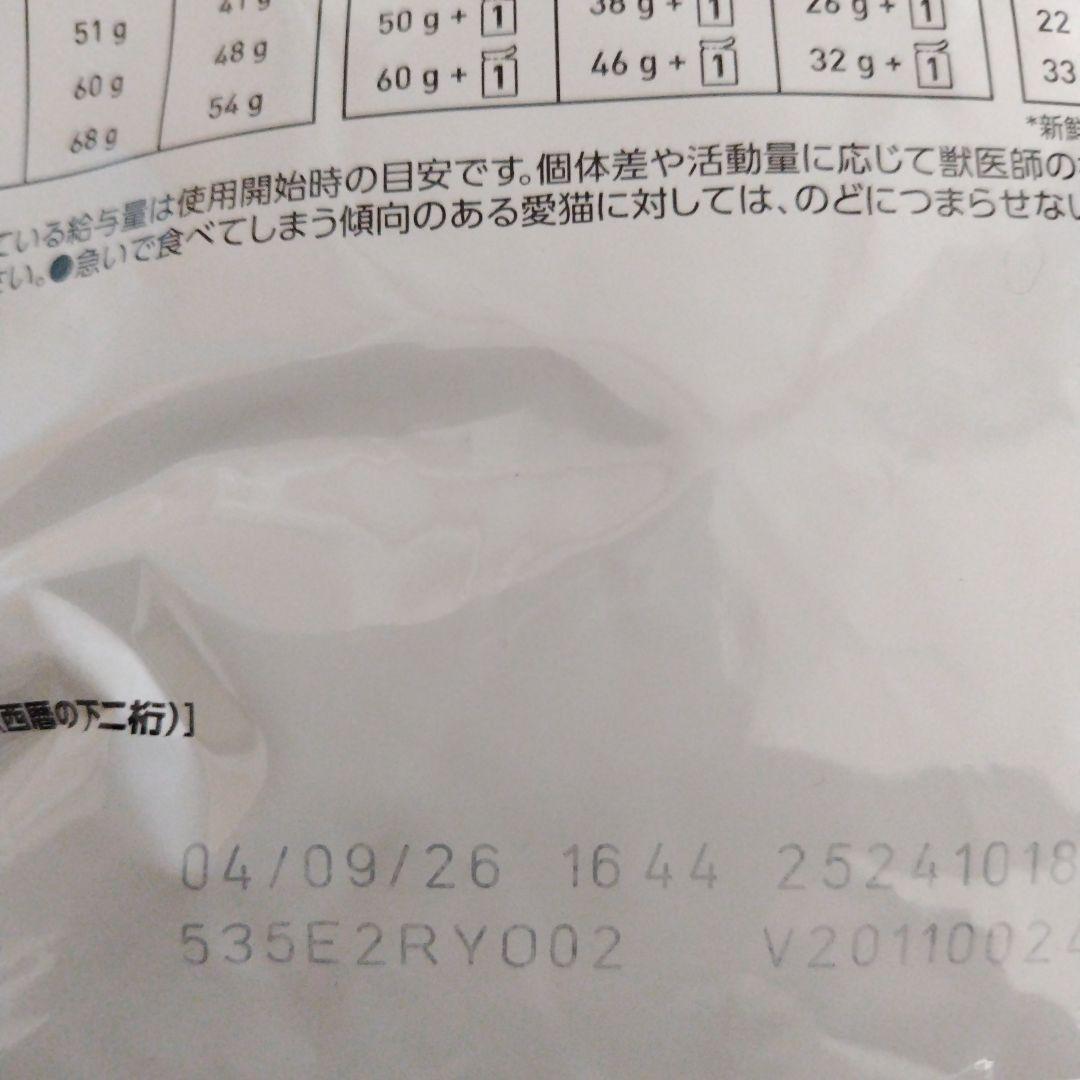 51 g
60 g
68 g
47 g
48 g
54 g
50 g + 1
60 g + 1
38 g + 1
46 g + 1
26 g + 1
32 g + 1
22
33
*新鮮
ている給与量は使用開始時の目安です。個体差や活動量に応じて獣医師の
さい。●急いで食べてしまう傾向のある愛猫に対しては、のどにつまらせない
西暦の下二桁)]
04/09/26 1644 25241018
535E2RY002 V20110024